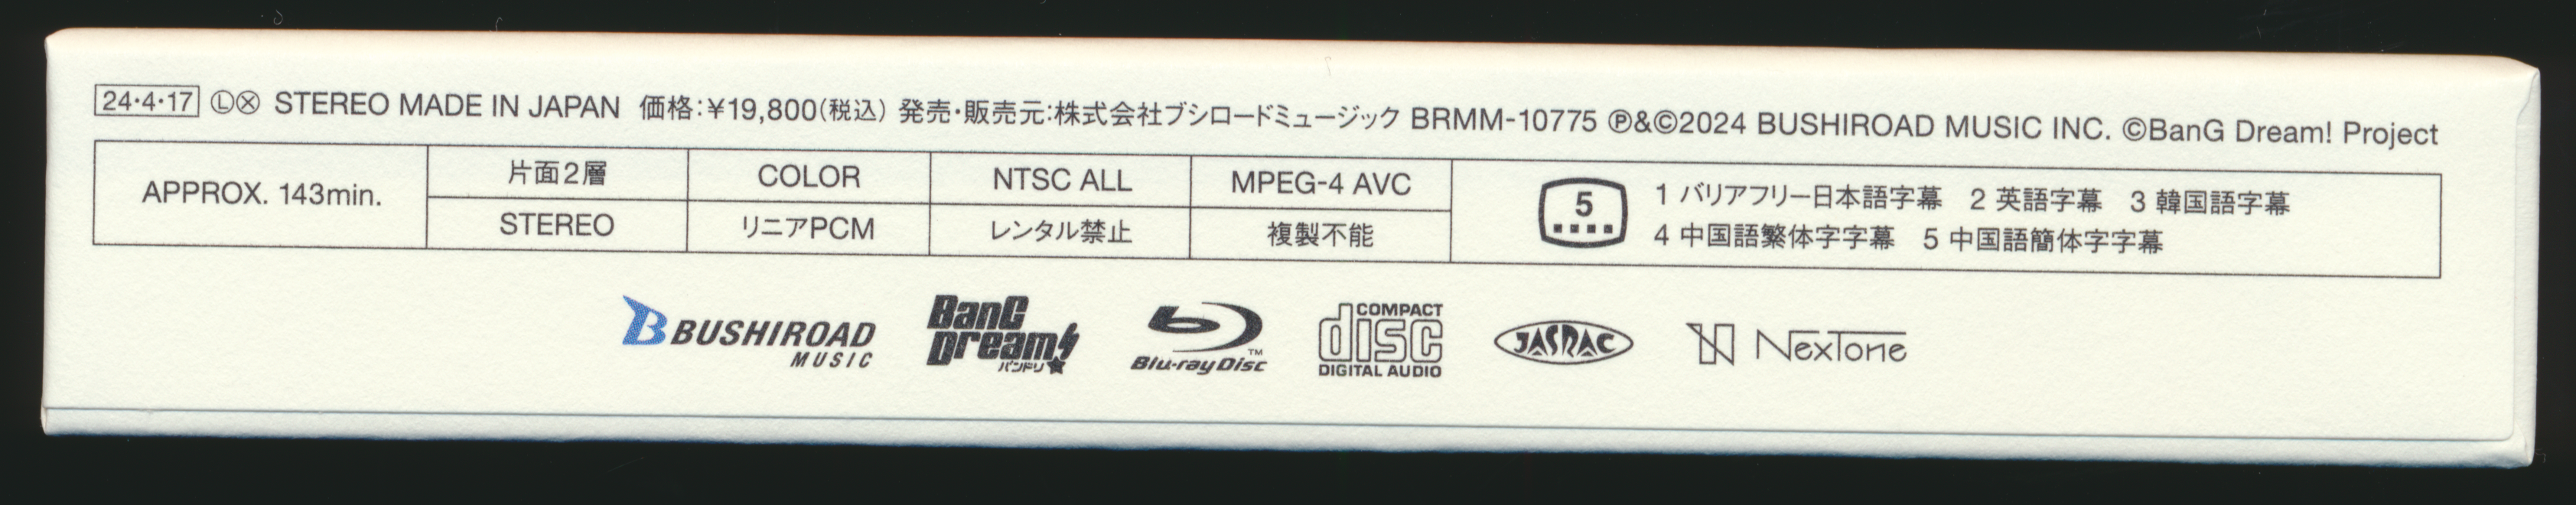 24・4・17 Ⓛ⊗ STEREO MADE IN JAPAN 価格:¥19,800(税込) 発売・販売元:株式会社ブシロードミュージック BRMM-10775 ℗&©2024 BUSHIROAD MUSIC INC. ©BanG Dream! Project
APPROX. 143min.
片面2層 COLOR NTSC ALL MPEG-4 AVC
STEREO リニアPCM レンタル禁止 複製不能
5
1 バリアフリー日本語字幕 2 英語字幕 3 韓国語字幕
4 中国語繁体字字幕 5 中国語簡体字字幕
B BUSHIROAD MUSIC
BanG Dream! バンドリ
Blu-ray Disc™
COMPACT disc DIGITAL AUDIO
JASRAC
N NexTone